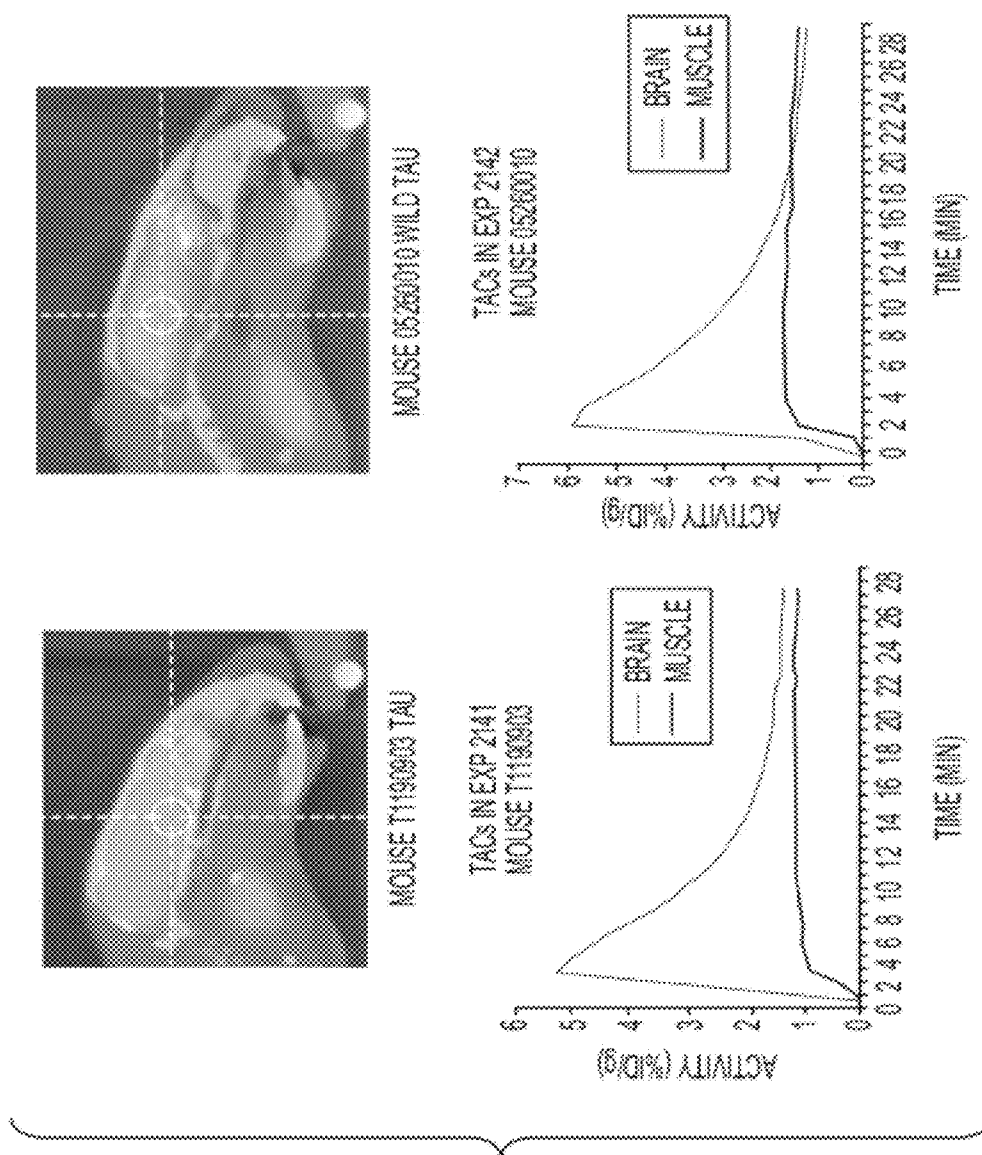 MOUSE T1190903 TAU
TACs IN EXP 2141
MOUSE T1190903
BRAIN
MUSCLE
ACTIVITY (%ID/g)
6
5
4
3
2
1
0
0 2 4 6 8 10 12 14 16 18 20 22 24 26 28
TIME (MIN)
MOUSE 05260010 WILD TAU
TACs IN EXP 2142
MOUSE 05260010
BRAIN
MUSCLE
ACTIVITY (%ID/g)
7
6
5
4
3
2
1
0
0 2 4 6 8 10 12 14 16 18 20 22 24 26 28
TIME (MIN)